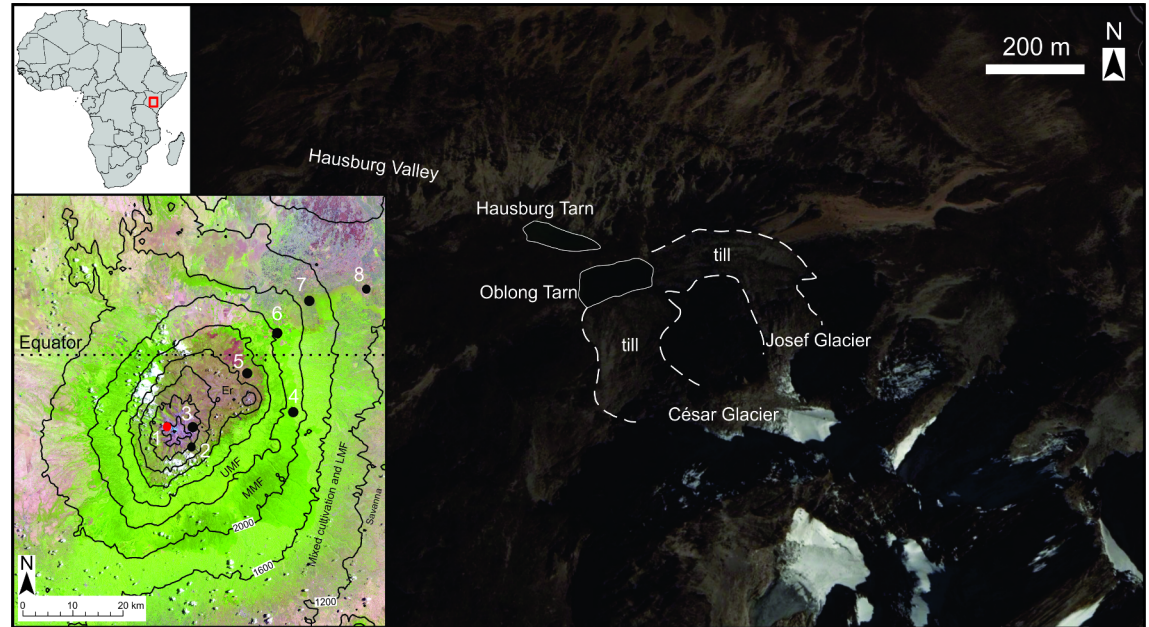 N
200 m
Hausburg Valley
Hausburg Tarn
till
Oblong Tarn
till
Josef Glacier
César Glacier
8
7
6
Equator
5
Er
4
3
1
2
UMF
MMF
2000
Mixed cultivation and LMF
Savanna
1600
1200
N
0 10 20 km